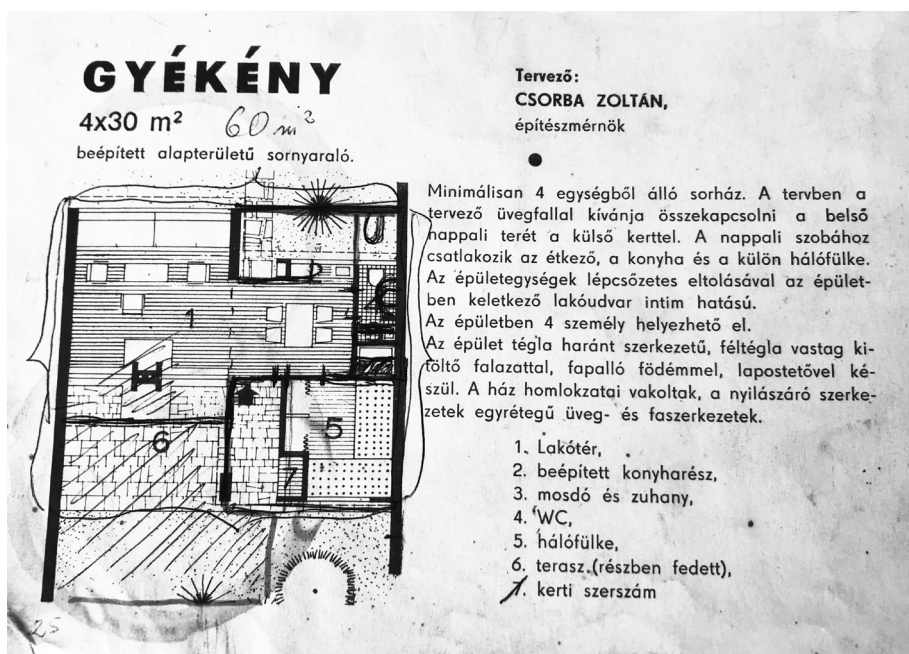 GYÉKÉNY
4x30 m² 60 m²
beépített alapterületű sornyaraló.
Tervező:
CSORBA ZOLTÁN,
építészmérnök
Minimálisan 4 egységből álló sorház. A tervben a
tervező üvegfallal kívánja összekapcsolni a belső
nappali terét a külső kerttel. A nappali szobához
csatlakozik az étkező, a konyha és a külön hálófülke.
Az épületegységek lépcsőzetes eltolásával az épület-
ben keletkező lakóudvar intim hatású.
Az épületben 4 személy helyezhető el.
Az épület tégla haránt szerkezetű, féltégla vastag ki-
töltő falazattal, fapalló födémmel, lapostetővel ké-
szül. A ház homlokzatai vakoltak, a nyilászáró szerke-
zetek egyrétegű üveg- és faszerkezetek.
1. Lakótér,
2. beépített konyharész,
3. mosdó és zuhany,
4. WC,
5. hálófülke,
6. terasz (részben fedett),
7. kerti szerszám
1
5
6
7
25